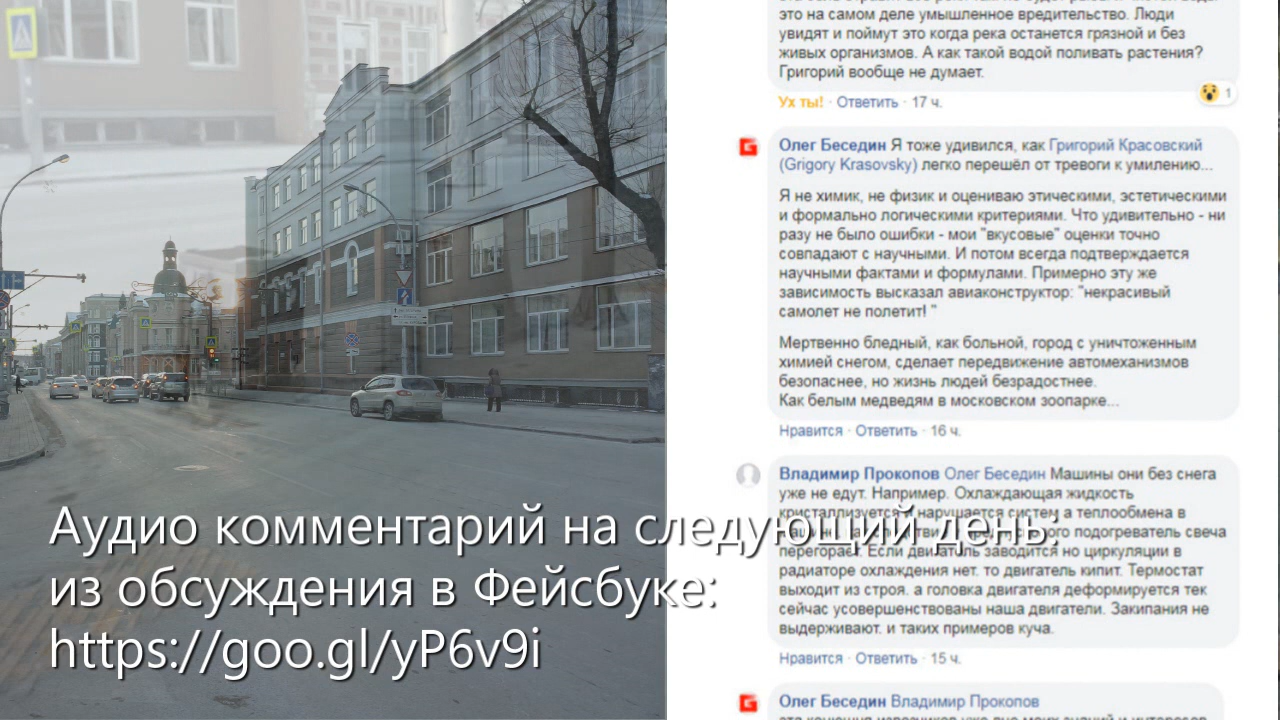 это на самом деле умышленное вредительство. Люди
увидят и поймут это когда река останется грязной и без
живых организмов. А как такой водой поливать растения?
Григорий вообще не думает.
Ух ты! · Ответить · 17 ч.
1
Олег Беседин Я тоже удивился, как Григорий Красовский
(Grigory Krasovsky) легко перешёл от тревоги к умилению...
Я не химик, не физик и оцениваю этическими, эстетическими
и формально логическими критериями. Что удивительно - ни
разу не было ошибки - мои "вкусовые" оценки точно
совпадают с научными. И потом всегда подтверждается
научными фактами и формулами. Примерно эту же
зависимость высказал авиаконструктор: "некрасивый
самолет не полетит! "
Мертвенно бледный, как больной, город с уничтоженным
химией снегом, сделает передвижение автомеханизмов
безопаснее, но жизнь людей безрадостнее.
Как белым медведям в московском зоопарке...
Нравится · Ответить · 16 ч.
Владимир Прокопов Олег Беседин Машины они без снега
уже не едут. Например. Охлаждающая жидкость
кристаллизуется и нарушается систем а теплообмена в
подогреватель свеча
перегорает. Если двигатель заводится но циркуляции в
радиаторе охлаждения нет. то двигатель кипит. Термостат
выходит из строя. а головка двигателя деформируется тек
сейчас усовершенствованы наша двигатели. Закипания не
выдерживают. и таких примеров куча.
Нравится · Ответить · 15 ч.
Олег Беседин Владимир Прокопов
Аудио комментарий на следующий день,
из обсуждения в Фейсбуке:
https://goo.gl/yP6v9i